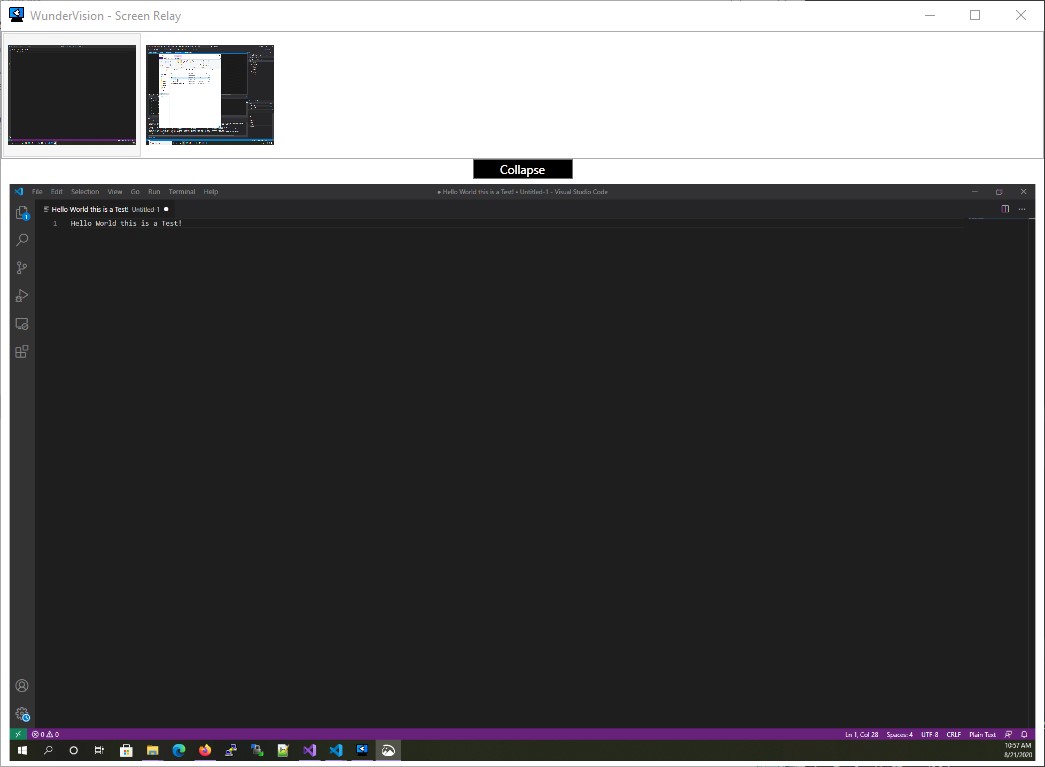 WunderVision - Screen Relay
Collapse
File Edit Selection View Go Run Terminal Help
● Hello World this is a Test! • Untitled-1 - Visual Studio Code
Hello World this is a Test! Untitled-1 ●
1 Hello World this is a Test!
1
0 0
Ln 1, Col 28 Spaces: 4 UTF-8 CRLF Plain Text
10:57 AM
8/21/2020